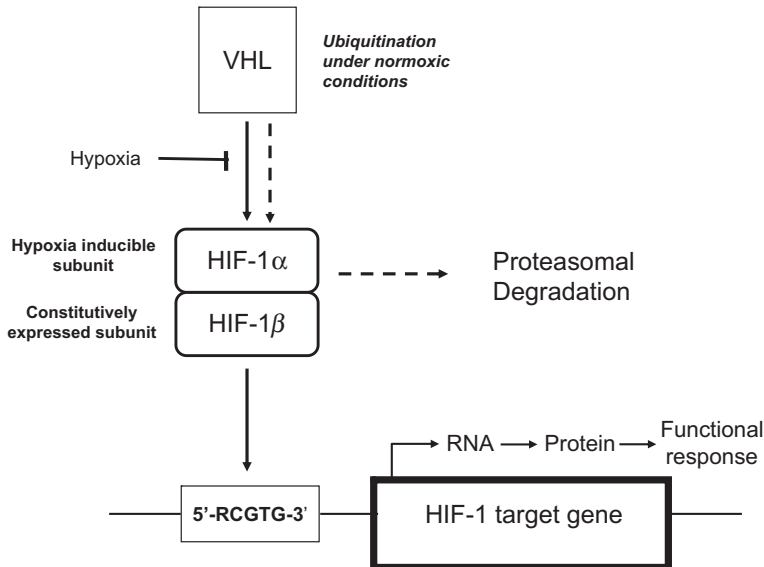 VHL
Ubiquitination
under normoxic
conditions
Hypoxia
Hypoxia inducible
subunit
HIF-1α
Proteasomal
Degradation
Constitutively
expressed subunit
HIF-1β
RNA
Protein
Functional
response
5'-RCGTG-3'
HIF-1 target gene